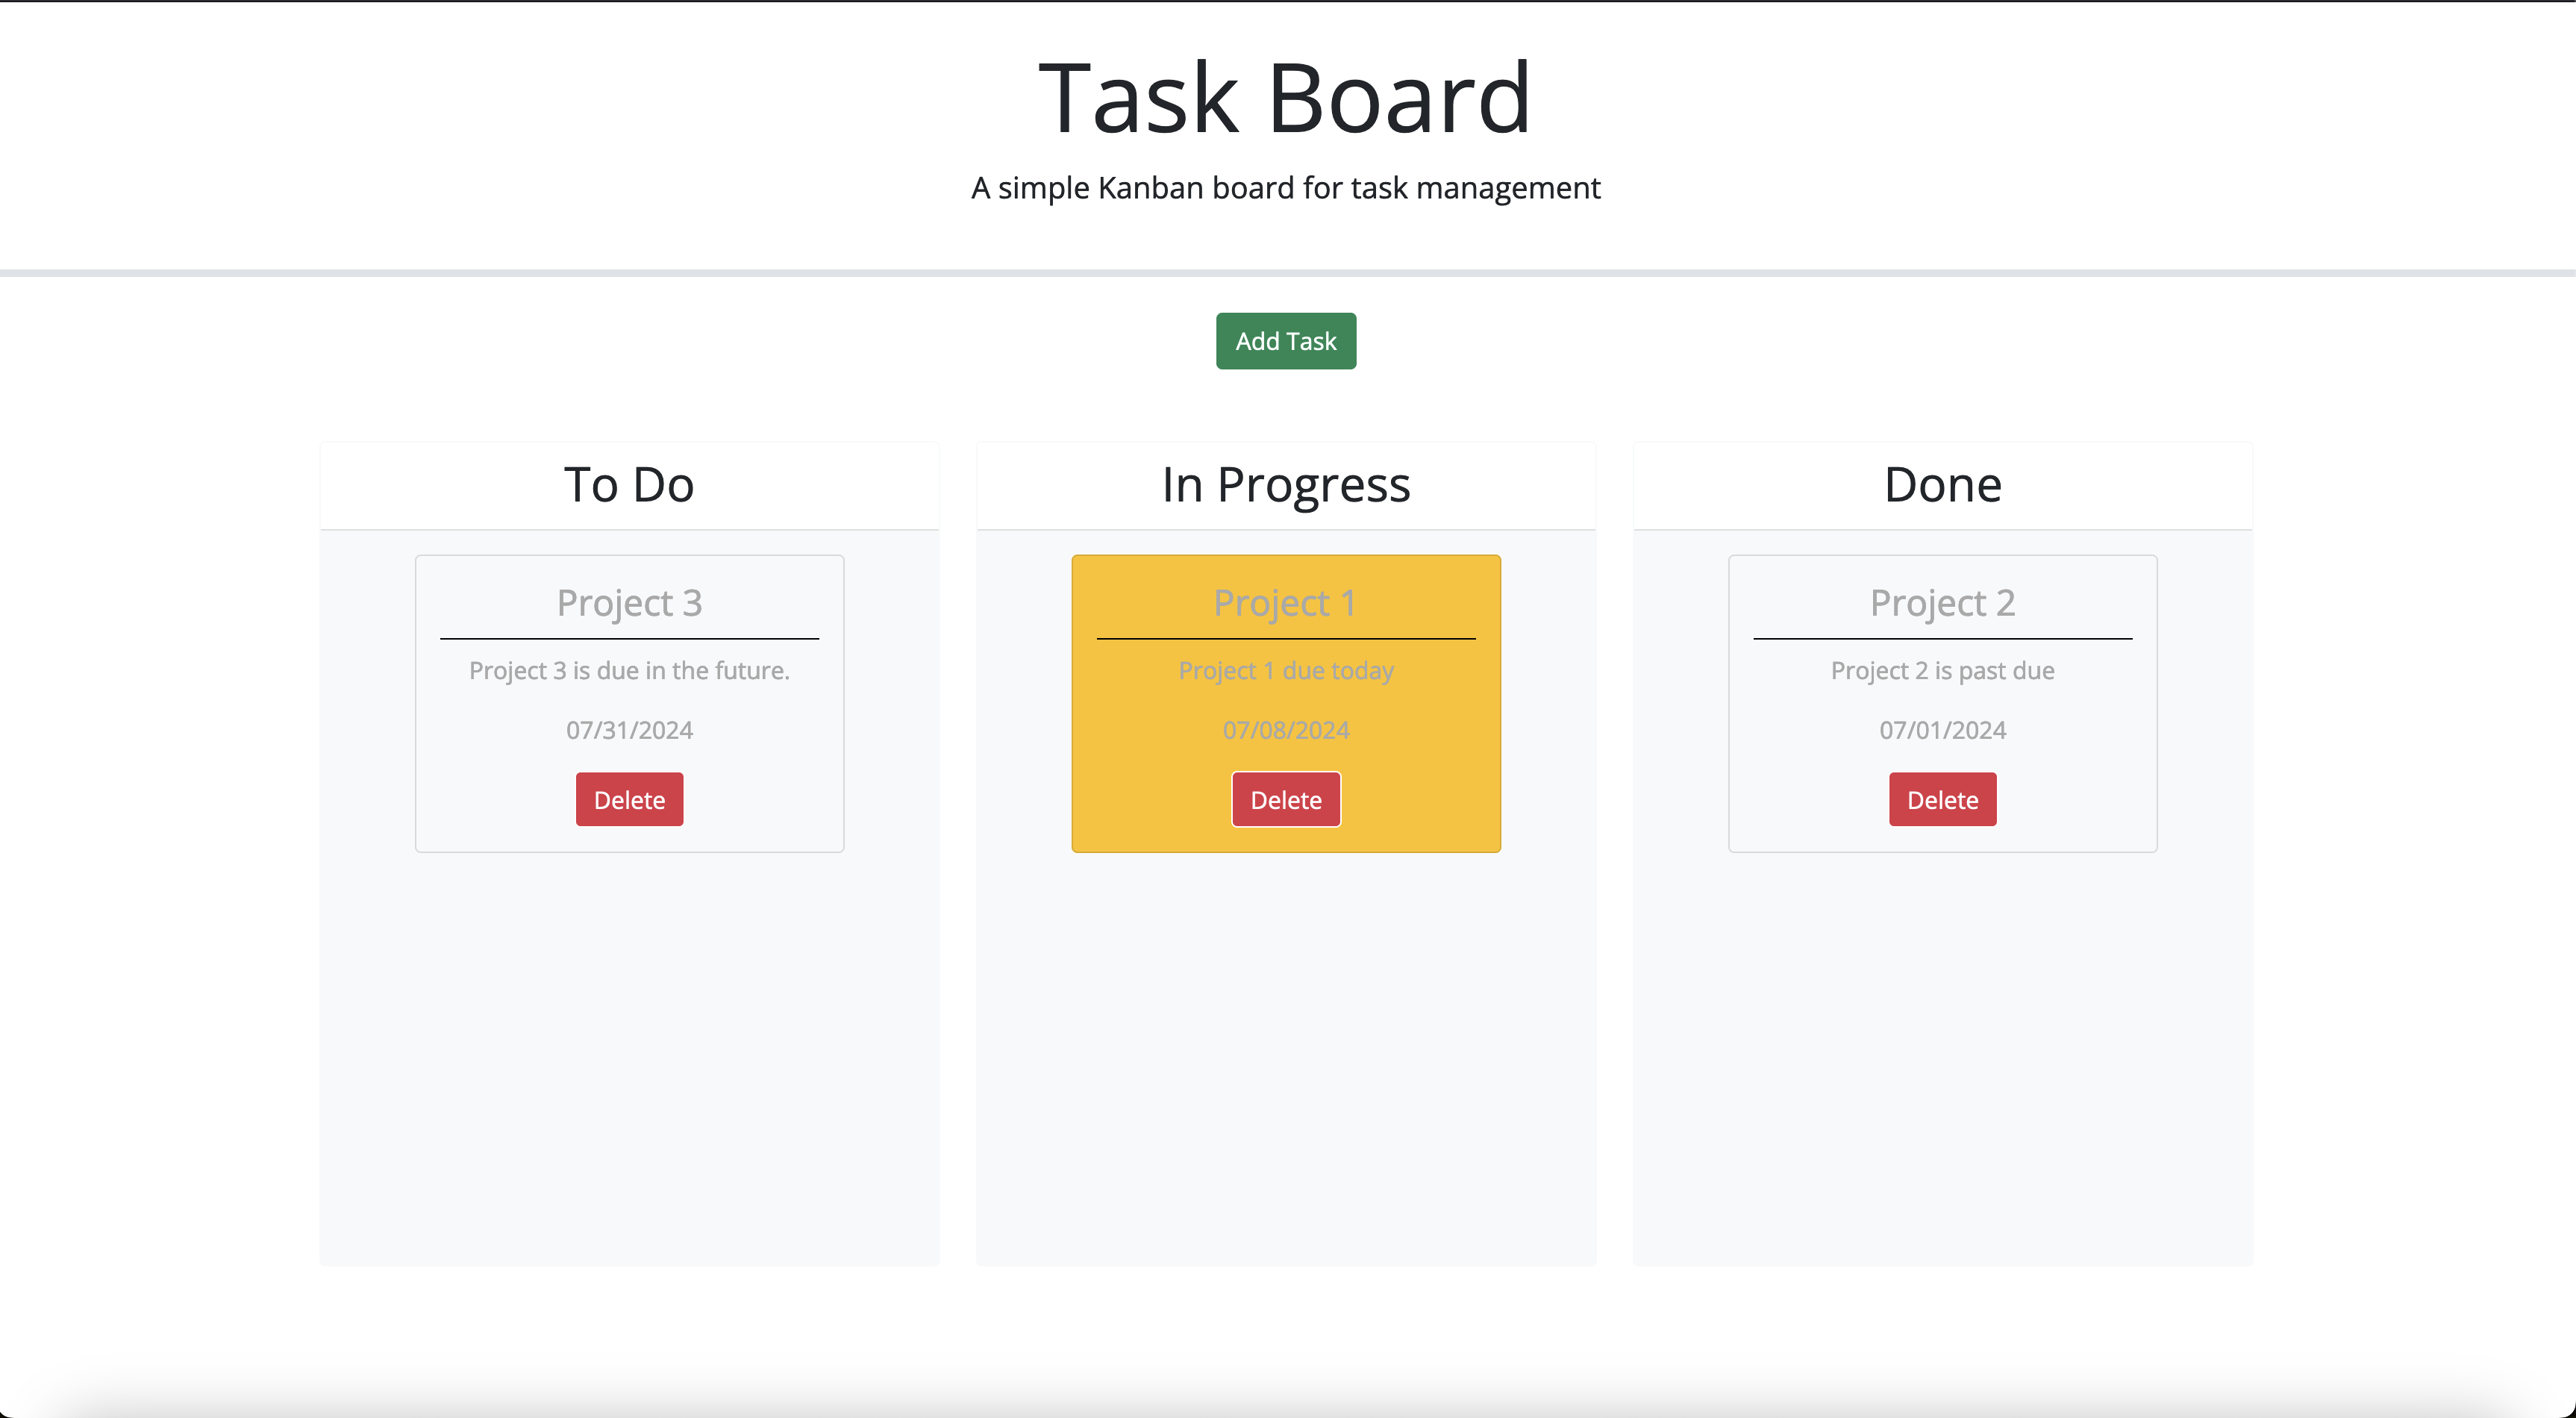 Task Board
A simple Kanban board for task management
Add Task
To Do
Project 3
Project 3 is due in the future.
07/31/2024
Delete
In Progress
Project 1
Project 1 due today
07/08/2024
Delete
Done
Project 2
Project 2 is past due
07/01/2024
Delete